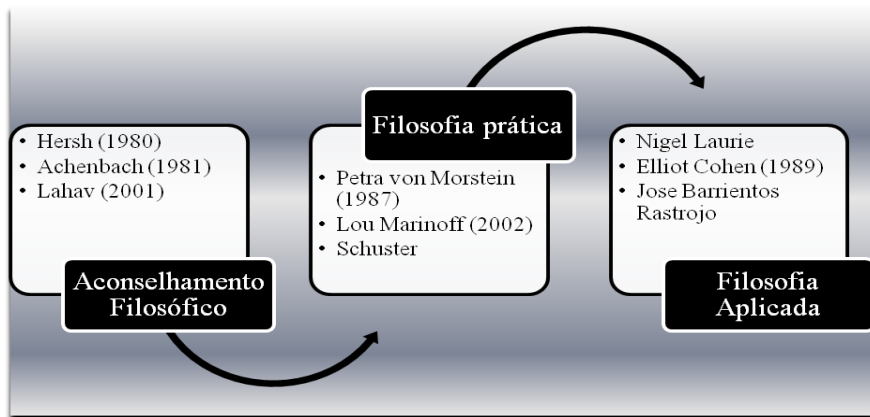 • Hersh (1980)
• Achenbach (1981)
• Lahav (2001)
Aconselhamento
Filosófico
Filosofia prática
• Petra von Morstein
(1987)
• Lou Marinoff (2002)
• Schuster
• Nigel Laurie
• Elliot Cohen (1989)
• Jose Barrientos
Rastrojo
Filosofia
Aplicada